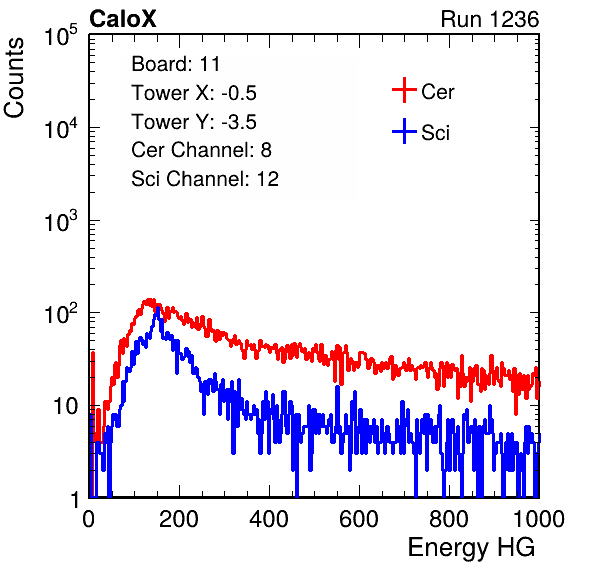 CaloX Run 1236
Counts
10^5
10^4
10^3
10^2
10
1
Board: 11
Tower X: -0.5
Tower Y: -3.5
Cer Channel: 8
Sci Channel: 12
Cer
Sci
0 200 400 600 800 1000
Energy HG